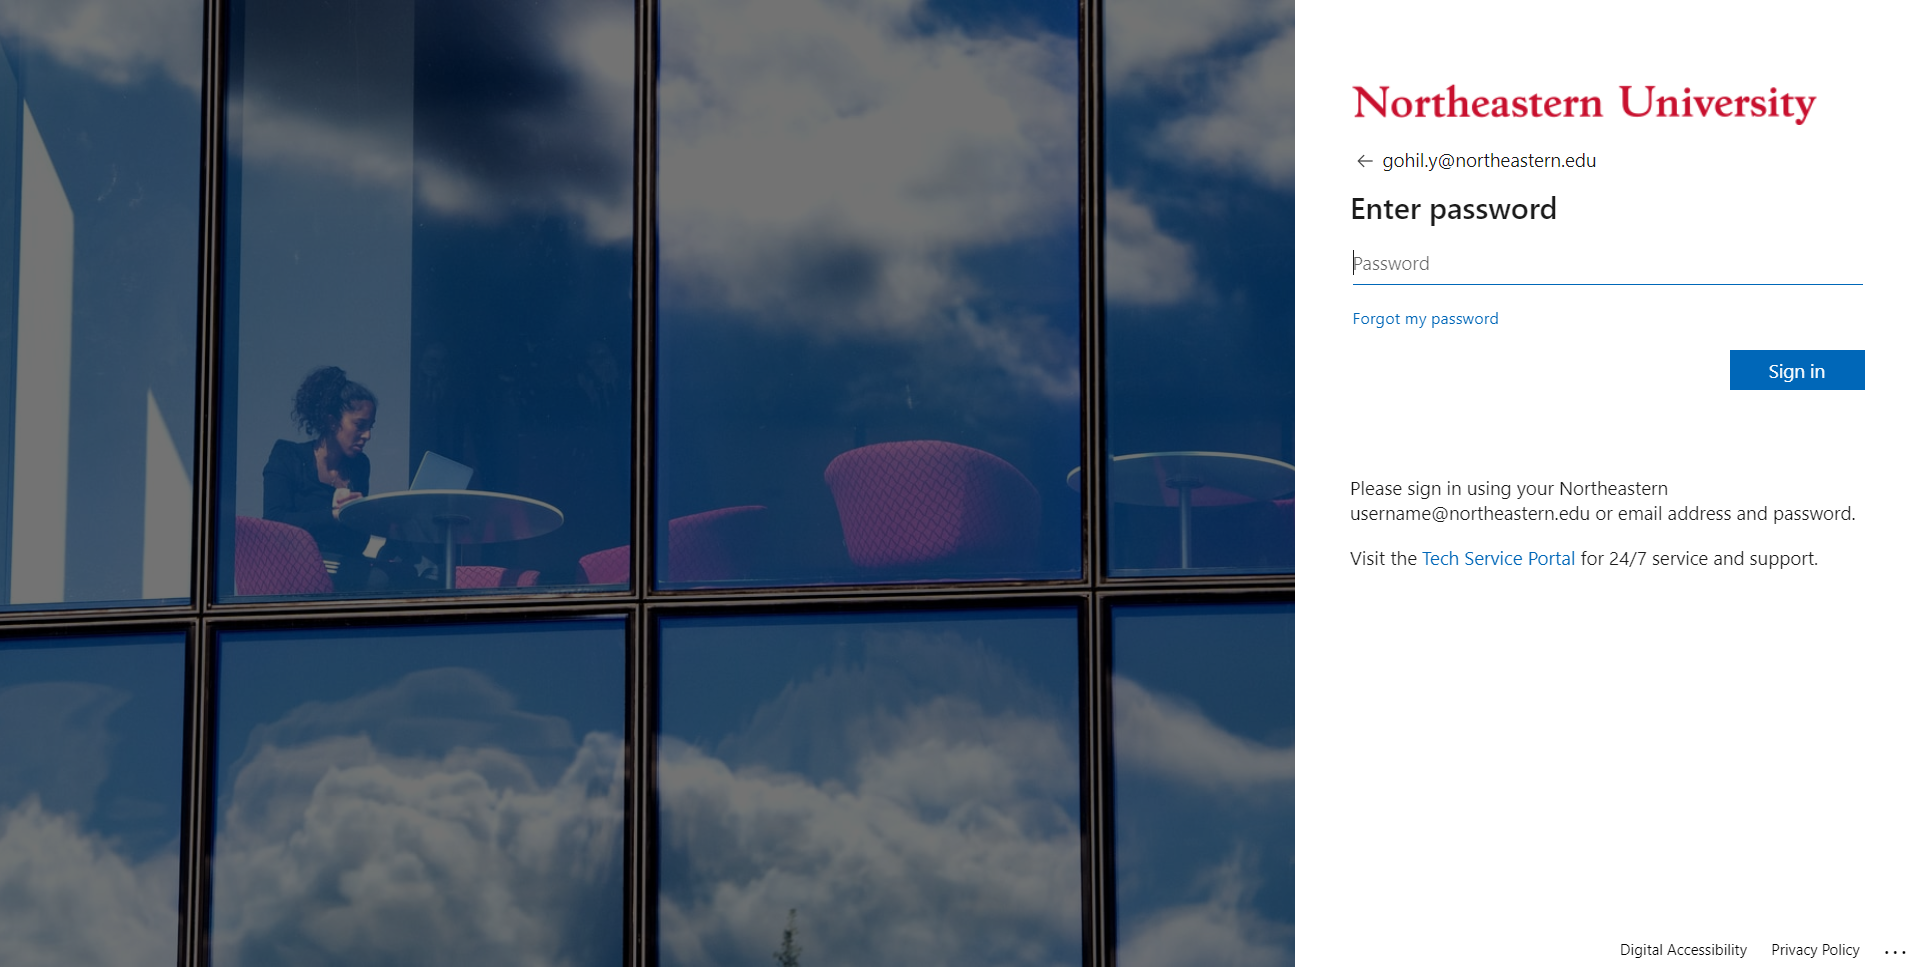 Northeastern University
gohil.y@northeastern.edu
Enter password
Password
Forgot my password
Sign in
Please sign in using your Northeastern
username@northeastern.edu or email address and password.
Visit the Tech Service Portal for 24/7 service and support.
Digital Accessibility Privacy Policy ...